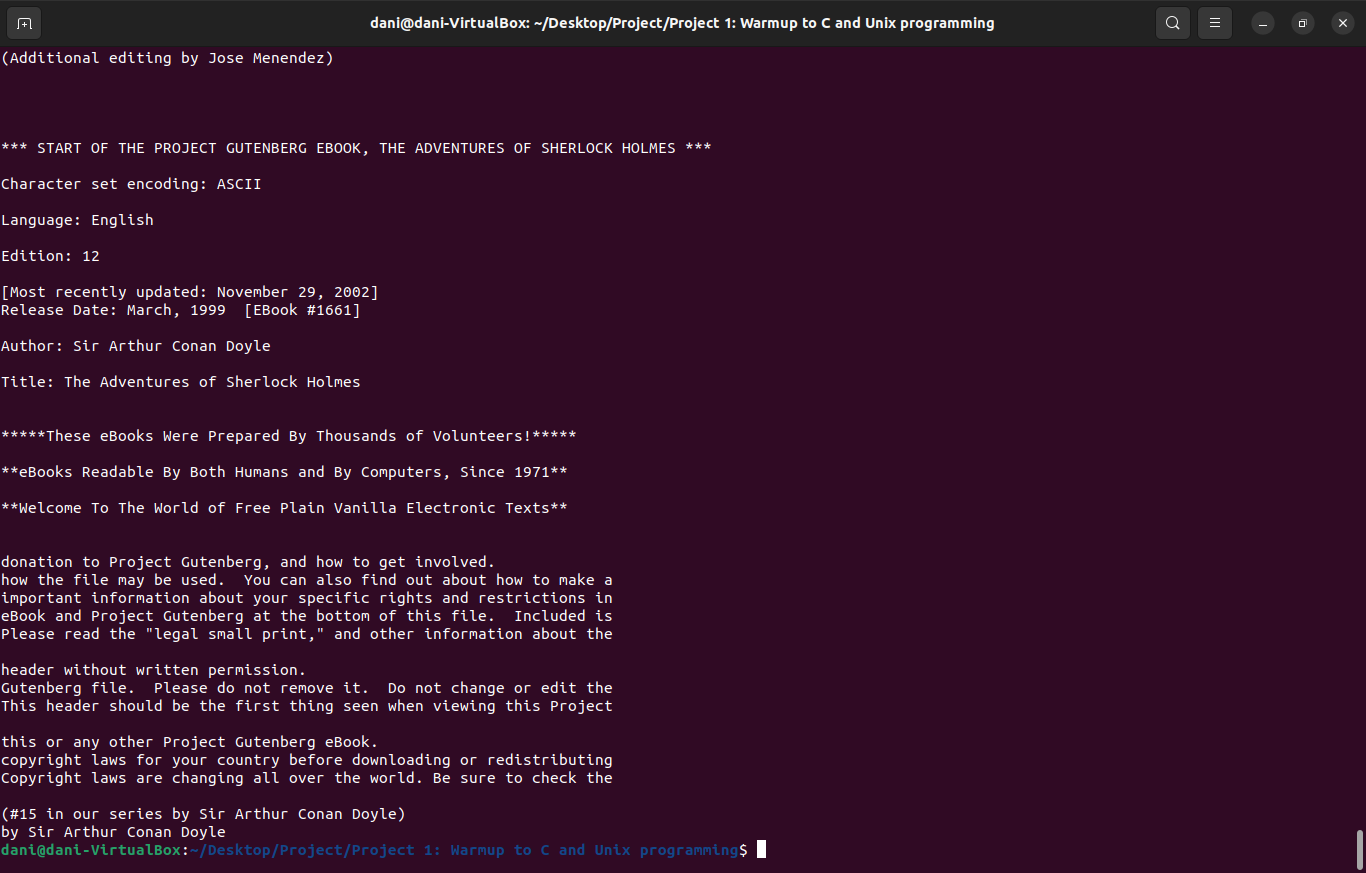 dani@dani-VirtualBox: ~/Desktop/Project/Project 1: Warmup to C and Unix programming
(Additional editing by Jose Menendez)
*** START OF THE PROJECT GUTENBERG EBOOK, THE ADVENTURES OF SHERLOCK HOLMES ***
Character set encoding: ASCII
Language: English
Edition: 12
[Most recently updated: November 29, 2002]
Release Date: March, 1999  [EBook #1661]
Author: Sir Arthur Conan Doyle
Title: The Adventures of Sherlock Holmes
*****These eBooks Were Prepared By Thousands of Volunteers!*****
**eBooks Readable By Both Humans and By Computers, Since 1971**
**Welcome To The World of Free Plain Vanilla Electronic Texts**
donation to Project Gutenberg, and how to get involved.
how the file may be used.  You can also find out about how to make a
important information about your specific rights and restrictions in
eBook and Project Gutenberg at the bottom of this file.  Included is
Please read the "legal small print," and other information about the
header without written permission.
Gutenberg file.  Please do not remove it.  Do not change or edit the
This header should be the first thing seen when viewing this Project
this or any other Project Gutenberg eBook.
copyright laws for your country before downloading or redistributing
Copyright laws are changing all over the world. Be sure to check the
(#15 in our series by Sir Arthur Conan Doyle)
by Sir Arthur Conan Doyle
dani@dani-VirtualBox:~/Desktop/Project/Project 1: Warmup to C and Unix programming$